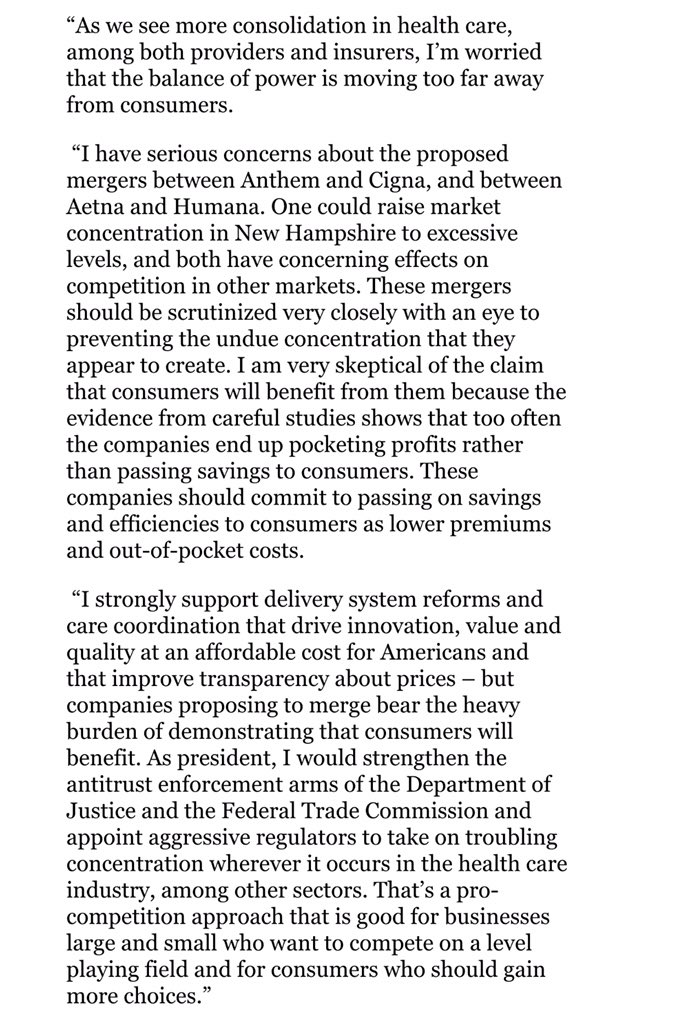 “As we see more consolidation in health care,
among both providers and insurers, I’m worried
that the balance of power is moving too far away
from consumers.
“I have serious concerns about the proposed
mergers between Anthem and Cigna, and between
Aetna and Humana. One could raise market
concentration in New Hampshire to excessive
levels, and both have concerning effects on
competition in other markets. These mergers
should be scrutinized very closely with an eye to
preventing the undue concentration that they
appear to create. I am very skeptical of the claim
that consumers will benefit from them because the
evidence from careful studies shows that too often
the companies end up pocketing profits rather
than passing savings to consumers. These
companies should commit to passing on savings
and efficiencies to consumers as lower premiums
and out-of-pocket costs.
“I strongly support delivery system reforms and
care coordination that drive innovation, value and
quality at an affordable cost for Americans and
that improve transparency about prices – but
companies proposing to merge bear the heavy
burden of demonstrating that consumers will
benefit. As president, I would strengthen the
antitrust enforcement arms of the Department of
Justice and the Federal Trade Commission and
appoint aggressive regulators to take on troubling
concentration wherever it occurs in the health care
industry, among other sectors. That’s a pro-
competition approach that is good for businesses
large and small who want to compete on a level
playing field and for consumers who should gain
more choices.”